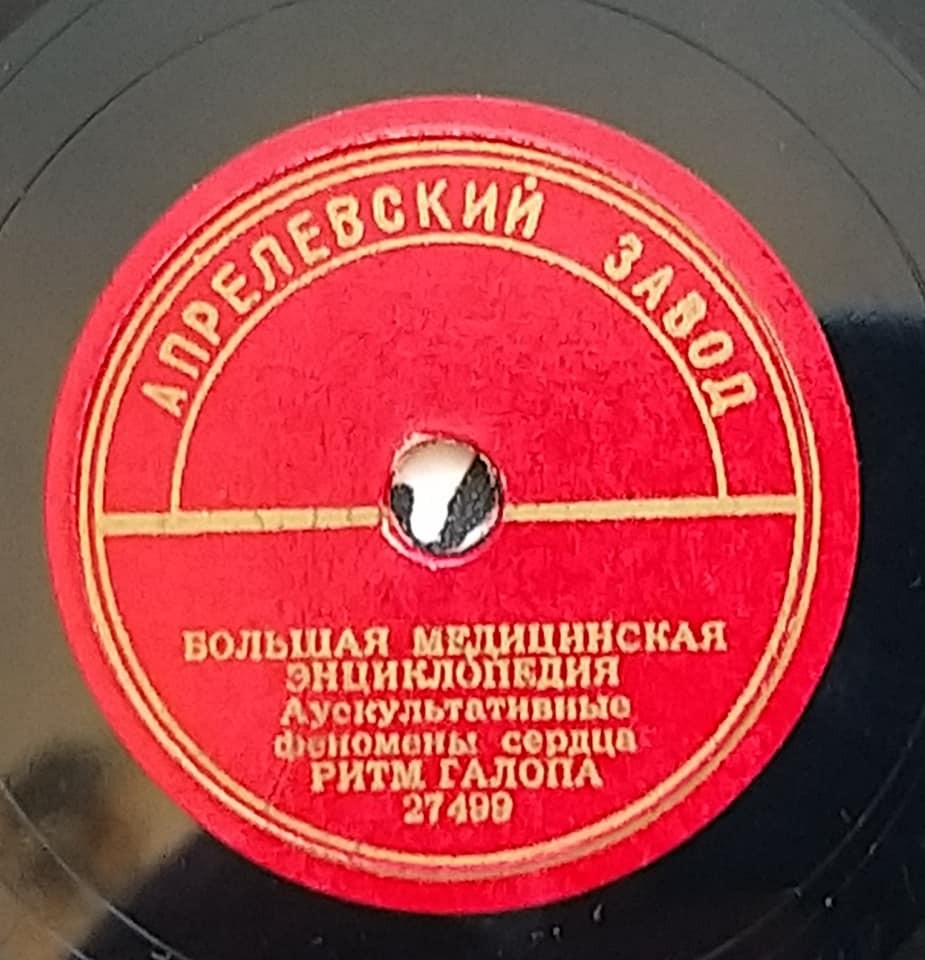 АПРЕЛЕВСКИЙ ЗАВОД
БОЛЬШАЯ МЕДИЦИНСКАЯ
ЭНЦИКЛОПЕДИЯ
Аускультативные
феномены сердца
РИТМ ГАЛОПА
27499